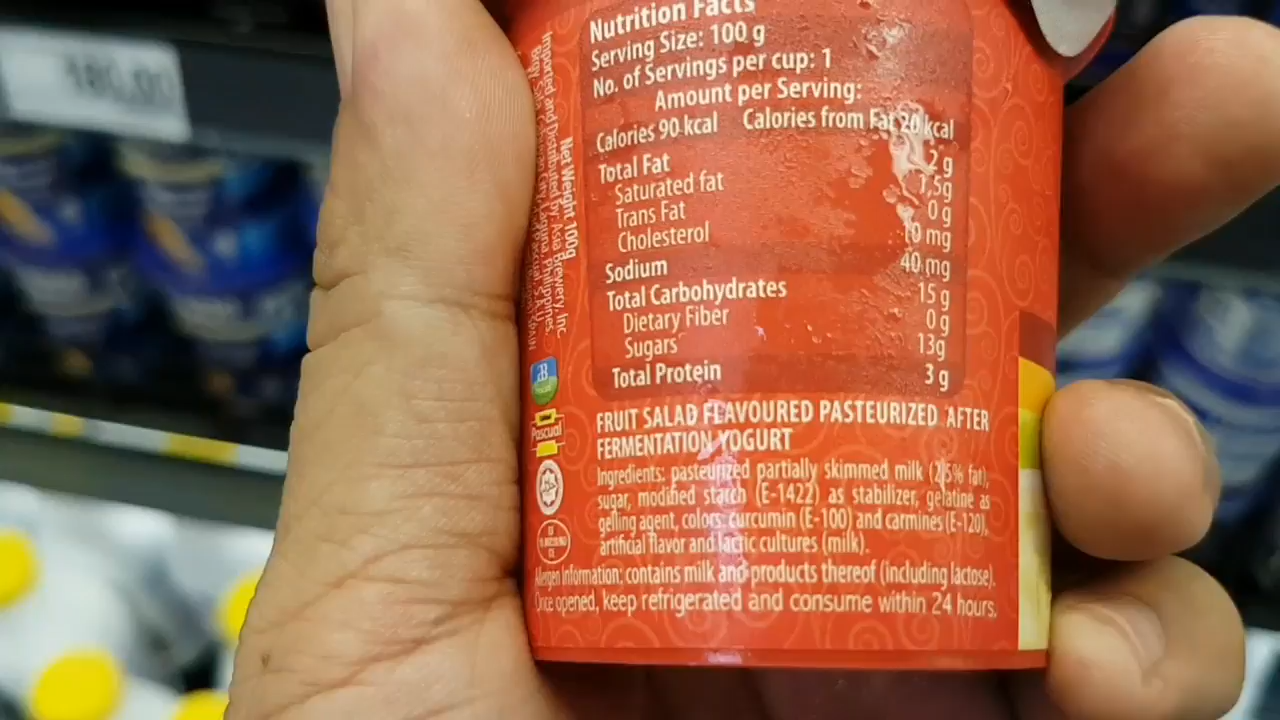 180.00
Nutrition Facts
Serving Size: 100 g
No. of Servings per cup: 1
Amount per Serving:
Calories 90 kcal Calories from Fat 20 kcal
Total Fat 2 g
Saturated fat 1,5g
Trans Fat 0 g
Cholesterol 10 mg
Sodium 40 mg
Total Carbohydrates 15 g
Dietary Fiber 0 g
Sugars 13g
Total Protein 3 g
FRUIT SALAD FLAVOURED PASTEURIZED AFTER
FERMENTATION YOGURT
Ingredients: pasteurized partially skimmed milk (2,5% fat),
sugar, modified starch (E-1422) as stabilizer, gelatine as
gelling agent, colors: curcumin (E-100) and carmines (E-120),
artificial flavor and lactic cultures (milk).
Allergen Information: contains milk and products thereof (including lactose).
Once opened, keep refrigerated and consume within 24 hours.
Net Weight 100g
Imported and Distributed by: Asia Brewery, Inc.
Laguna, Philippines.
Pascual